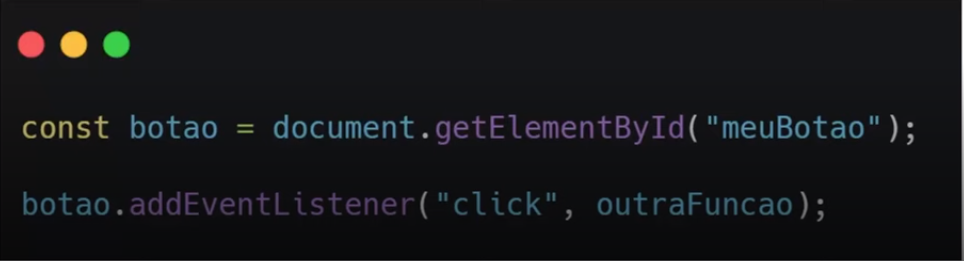 const botao = document.getElementById("meuBotao");
botao.addEventListener("click", outraFuncao);